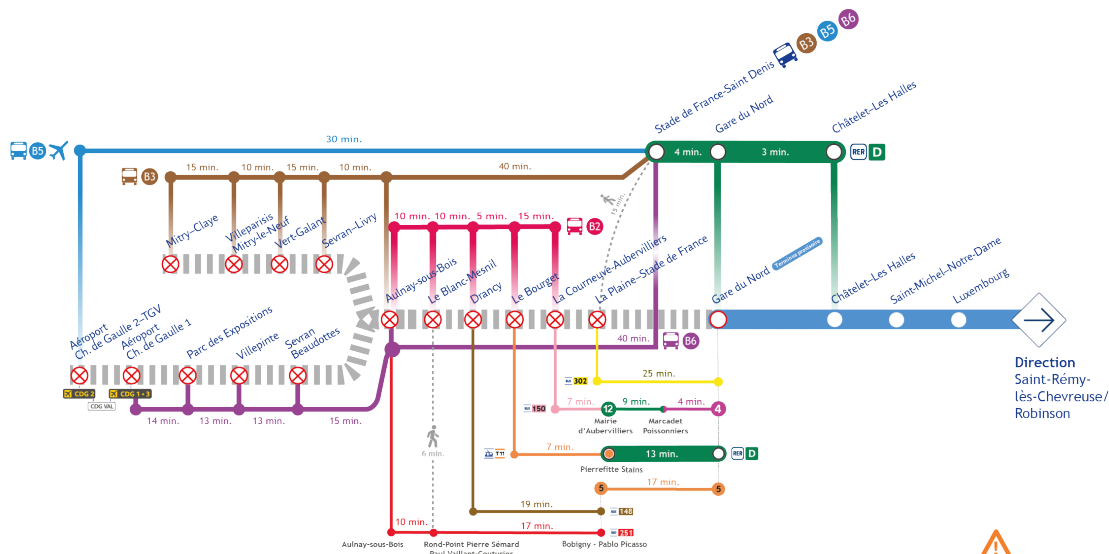 B3
B5
B6
Stade de France-Saint Denis
Gare du Nord
Châtelet-Les Halles
30 min.
B5
4 min.
3 min.
RER
D
15 min.
10 min.
15 min.
10 min.
40 min.
B3
15 min.
10 min.
10 min.
5 min.
15 min.
B2
Mitry-Claye
Villeparisis
Mitry-le-Neuf
Vert-Galant
Sevran-Livry
Aulnay-sous-Bois
Le Blanc-Mesnil
Drancy
Le Bourget
La Courneuve-Aubervilliers
La Plaine-Stade de France
Gare du Nord
Terminus provisoire
Châtelet-Les Halles
Saint-Michel-Notre-Dame
Luxembourg
Aéroport
Ch. de Gaulle 2-TGV
Aéroport
Ch. de Gaulle 1
Parc des Expositions
Villepinte
Sevran
Beaudottes
40 min.
B6
Direction
Saint-Rémy-
lès-Chevreuse/
Robinson
CDG 2
CDG 1 • 3
CDG VAL
14 min.
13 min.
13 min.
15 min.
302
25 min.
150
7 min.
12
9 min.
4 min.
4
Mairie
d'Aubervilliers
Marcadet
Poissonniers
6 min.
T 11
7 min.
13 min.
RER
D
Pierrefitte Stains
5
17 min.
5
19 min.
148
10 min.
17 min.
251
Aulnay-sous-Bois
Rond-Point Pierre Sémard
Paul Vaillant-Couturier
Bobigny - Pablo Picasso